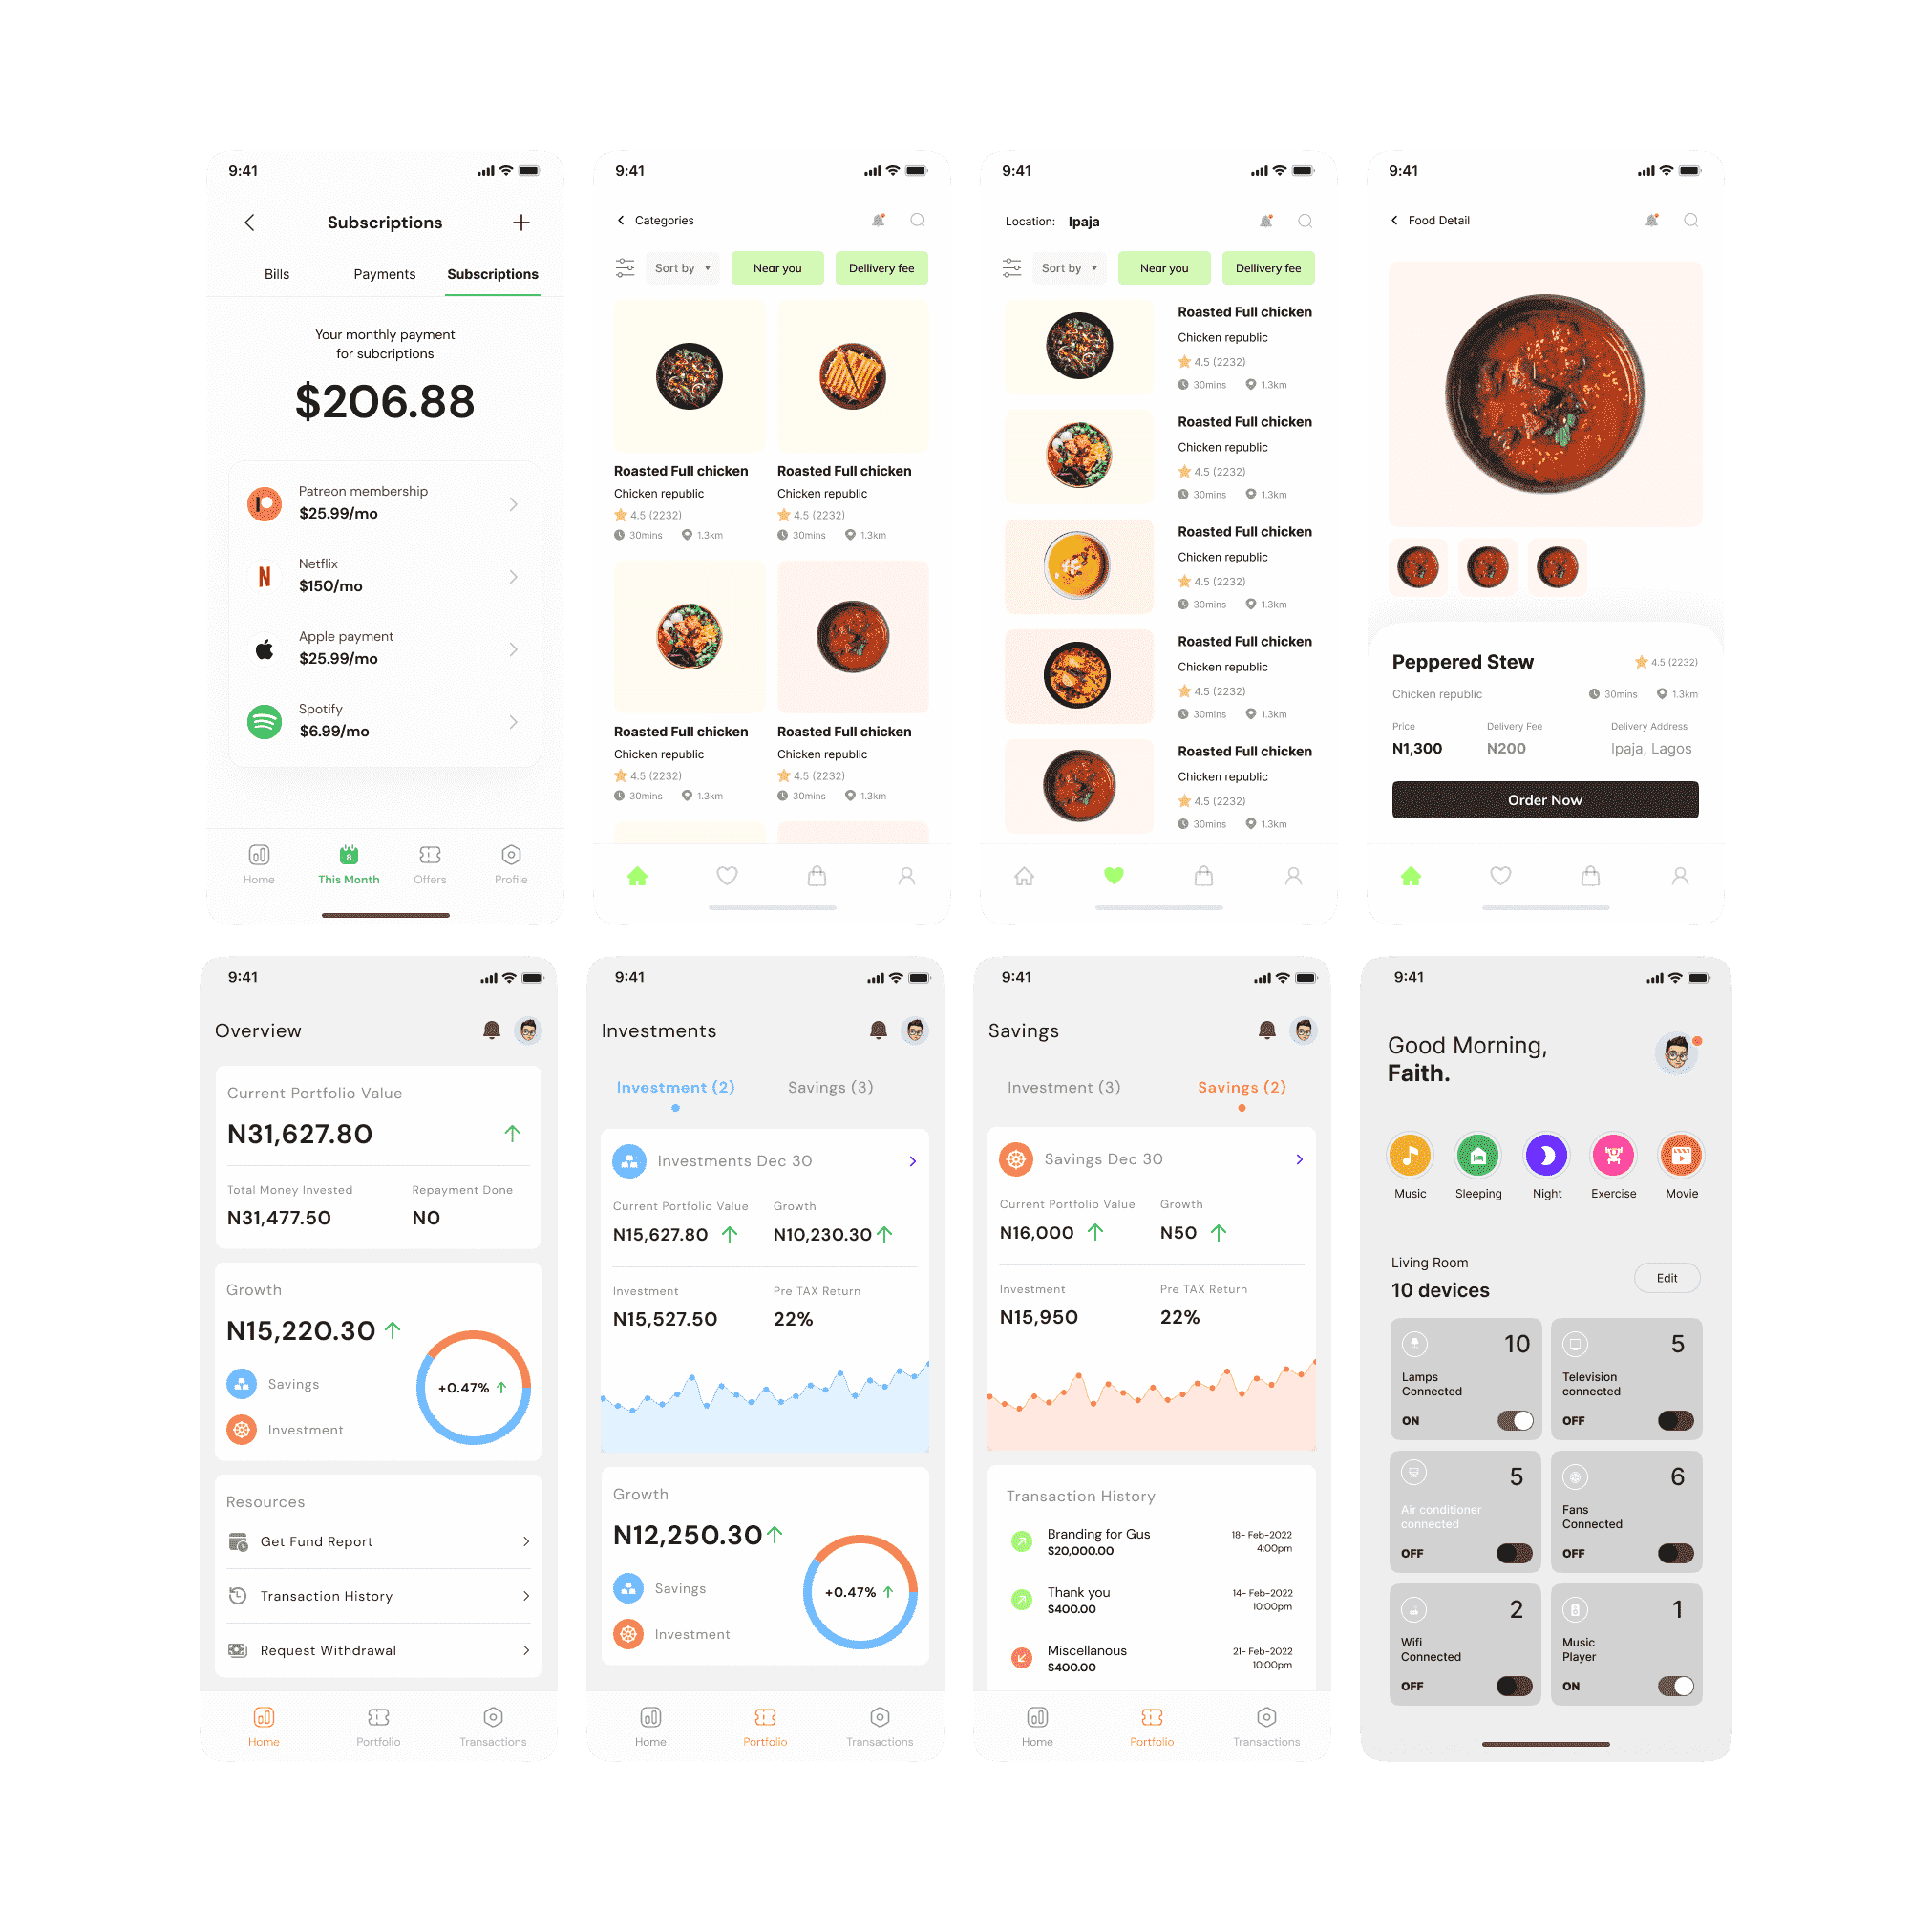 9:41
Subscriptions
Bills Payments Subscriptions
Your monthly payment
for subcriptions
$206.88
Patreon membership
$25.99/mo
Netflix
$150/mo
Apple payment
$25.99/mo
Spotify
$6.99/mo
8
Home This Month Offers Profile
9:41
Categories
Sort by Near you Dellivery fee
Roasted Full chicken
Chicken republic
4.5 (2232)
30mins 1.3km
Roasted Full chicken
Chicken republic
4.5 (2232)
30mins 1.3km
Roasted Full chicken
Chicken republic
4.5 (2232)
30mins 1.3km
Roasted Full chicken
Chicken republic
4.5 (2232)
30mins 1.3km
9:41
Location: Ipaja
Sort by Near you Dellivery fee
Roasted Full chicken
Chicken republic
4.5 (2232)
30mins 1.3km
Roasted Full chicken
Chicken republic
4.5 (2232)
30mins 1.3km
Roasted Full chicken
Chicken republic
4.5 (2232)
30mins 1.3km
Roasted Full chicken
Chicken republic
4.5 (2232)
30mins 1.3km
Roasted Full chicken
Chicken republic
4.5 (2232)
30mins 1.3km
9:41
Food Detail
Peppered Stew 4.5 (2232)
Chicken republic 30mins 1.3km
Price Delivery Fee Delivery Address
N1,300 N200 Ipaja, Lagos
Order Now
9:41
Overview
Current Portfolio Value
N31,627.80
Total Money Invested Repayment Done
N31,477.50 N0
Growth
N15,220.30
+0.47%
Savings
Investment
Resources
Get Fund Report
Transaction History
Request Withdrawal
Home Portfolio Transactions
9:41
Investments
Investment (2) Savings (3)
Investments Dec 30
Current Portfolio Value Growth
N15,627.80 N10,230.30
Investment Pre TAX Return
N15,527.50 22%
Growth
N12,250.30
+0.47%
Savings
Investment
Home Portfolio Transactions
9:41
Savings
Investment (3) Savings (2)
Savings Dec 30
Current Portfolio Value Growth
N16,000 N50
Investment Pre TAX Return
N15,950 22%
Transaction History
Branding for Gus 18- Feb-2022
$20,000.00 4:00pm
Thank you 14- Feb-2022
$400.00 10:00pm
Miscellanous 21- Feb-2022
$400.00 10:00pm
Home Portfolio Transactions
9:41
Good Morning,
Faith.
Music Sleeping Night Exercise Movie
Living Room
10 devices
Edit
10
Lamps
Connected
ON
5
Television
connected
OFF
5
Air conditioner
connected
OFF
6
Fans
Connected
OFF
2
Wifi
Connected
OFF
1
Music
Player
ON